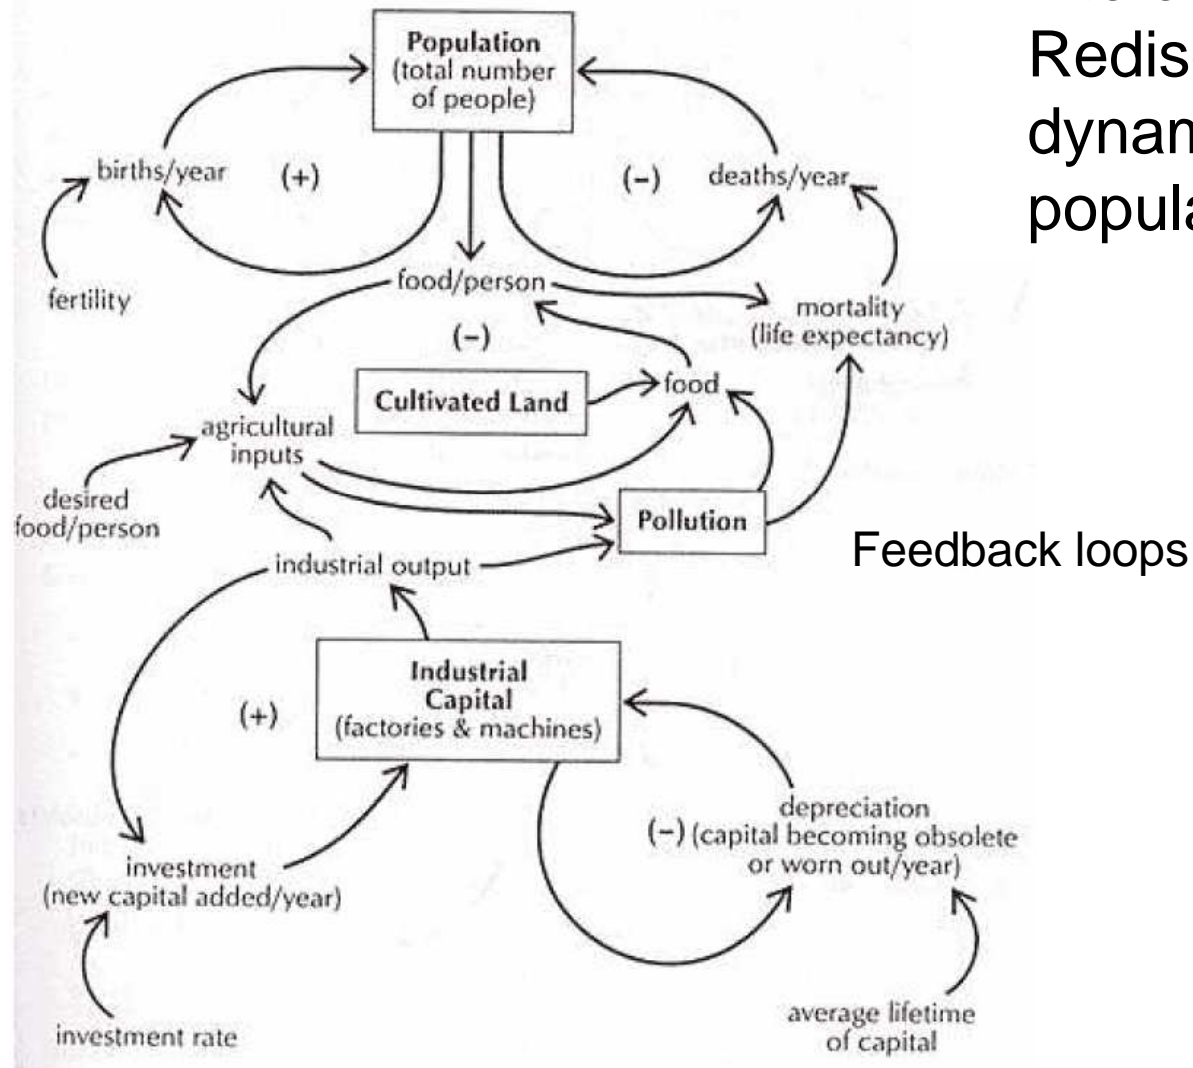 Redis
dynam
popula
Population
(total number
of people)
births/year
(+)
(−)
deaths/year
fertility
food/person
mortality
(life expectancy)
(−)
Cultivated Land
food
agricultural
inputs
desired
food/person
Pollution
industrial output
Feedback loops
Industrial
Capital
(factories & machines)
(+)
depreciation
(−) (capital becoming obsolete
or worn out/year)
investment
(new capital added/year)
investment rate
average lifetime
of capital